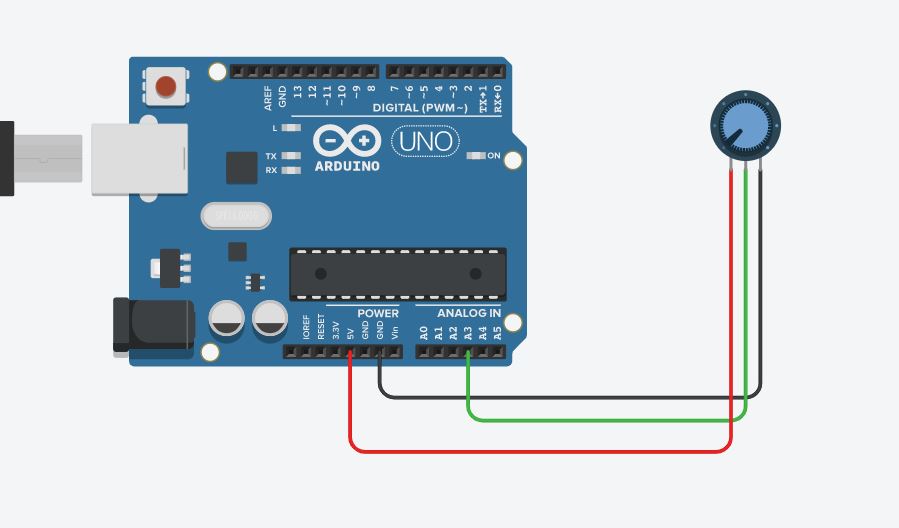 AREF
GND
13
12
~11
~10
~9
8
7
~6
~5
4
~3
2
TX→1
RX←0
DIGITAL (PWM~)
L
TX
RX
UNO
ARDUINO
ON
POWER
ANALOG IN
IOREF
RESET
3.3V
5V
GND
GND
Vin
A0
A1
A2
A3
A4
A5